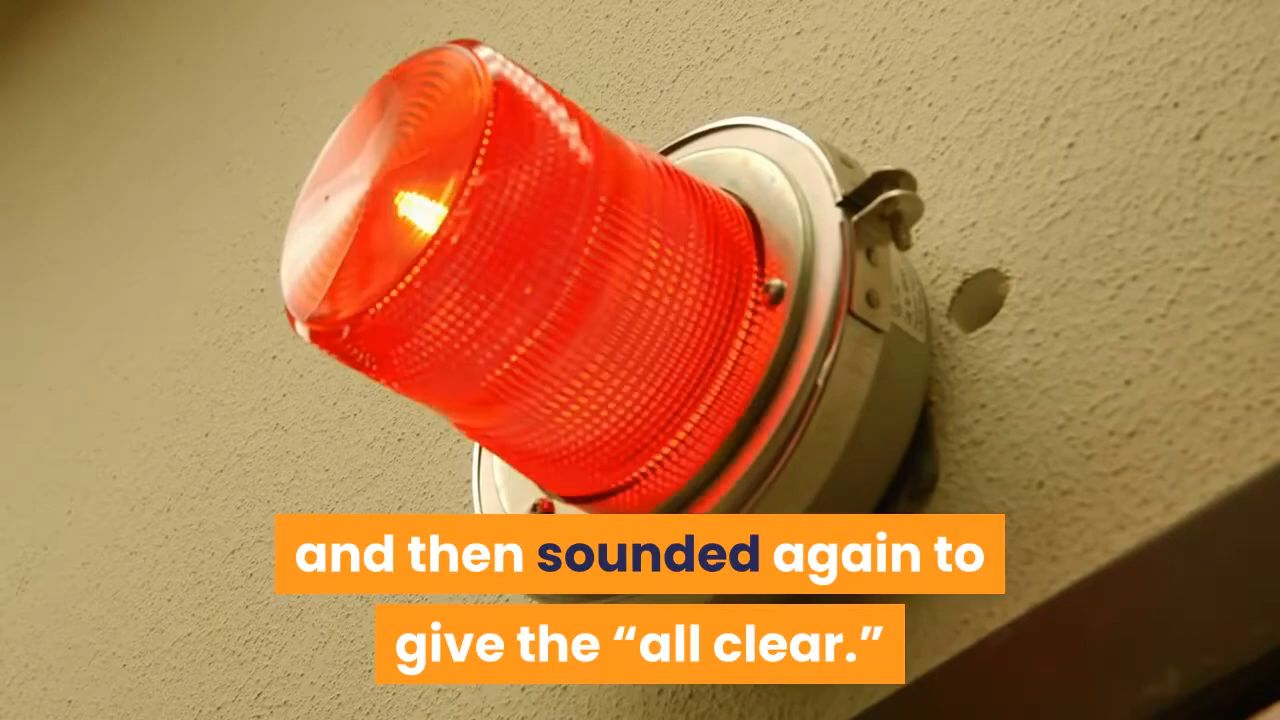 and then sounded again to
give the “all clear.”